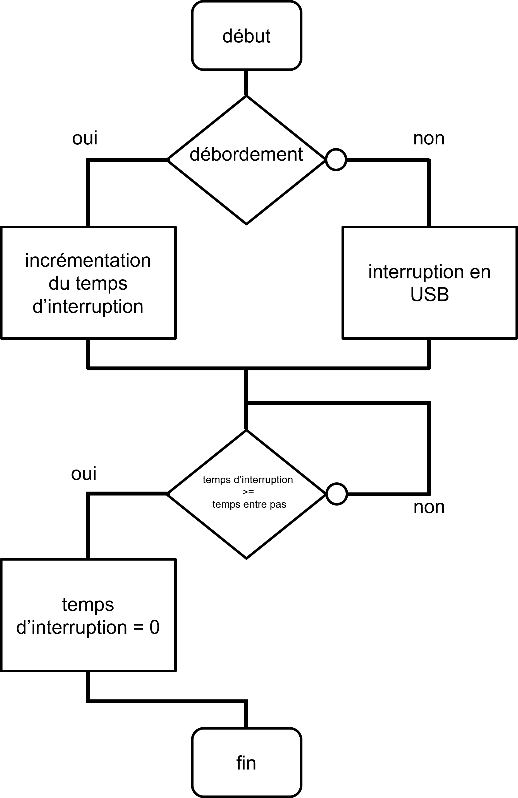 début
oui
non
débordement
incrémentation
du temps
d'interruption
interruption en
USB
oui
temps d'interruption
>=
temps entre pas
non
temps
d'interruption = 0
fin